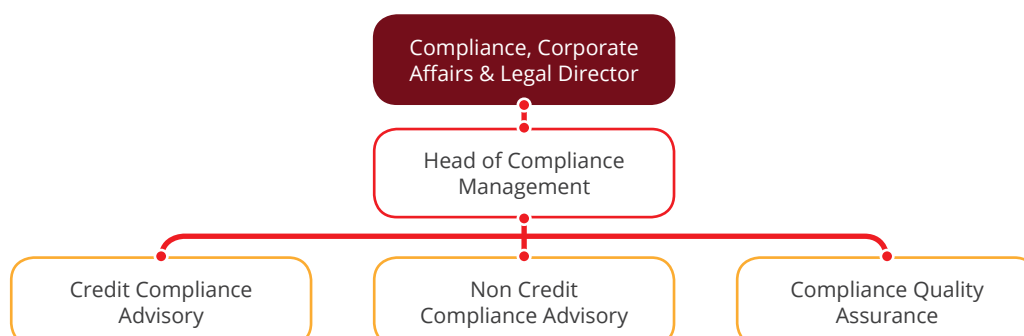 Compliance, Corporate
Affairs & Legal Director
Head of Compliance
Management
Credit Compliance
Advisory
Non Credit
Compliance Advisory
Compliance Quality
Assurance